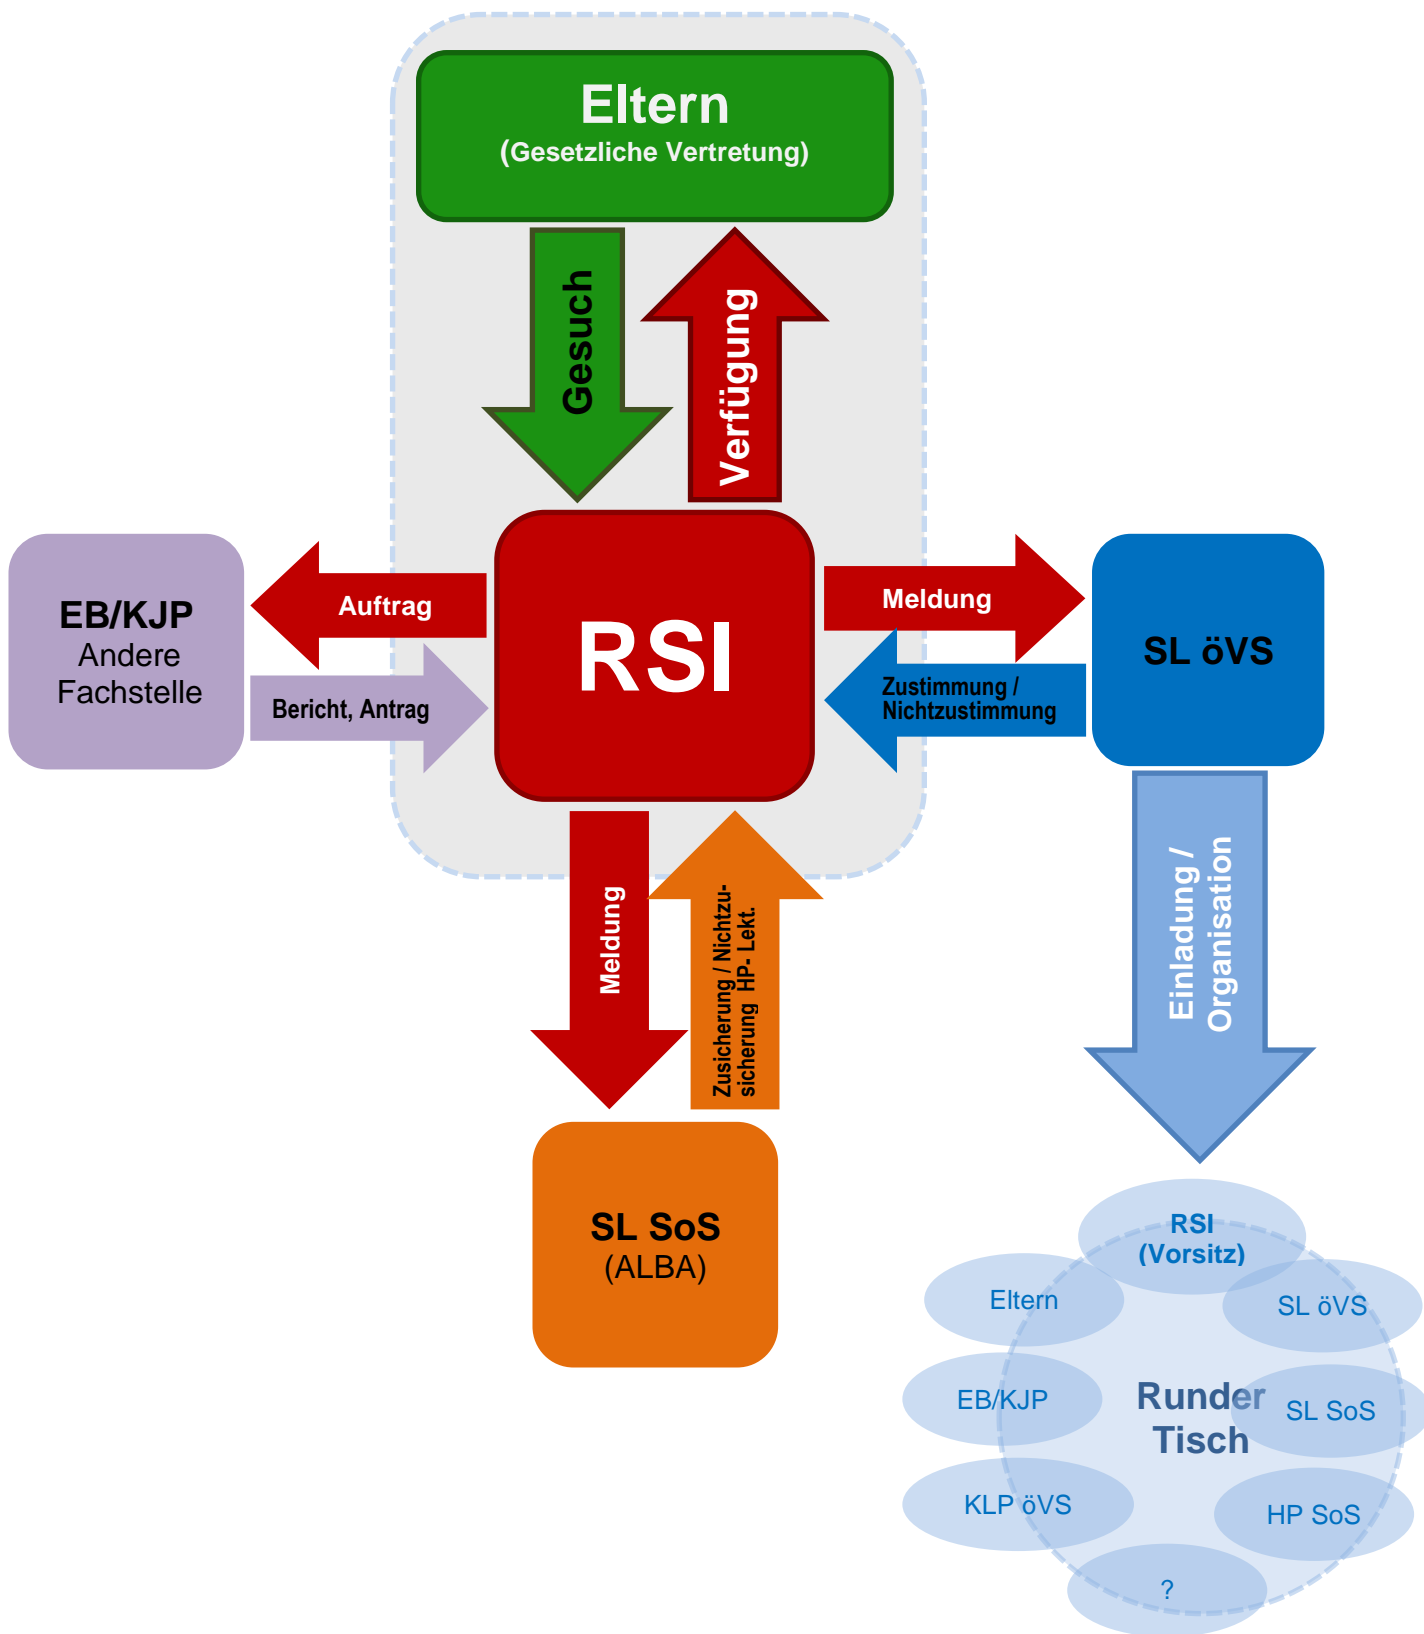 Eltern
(Gesetzliche Vertretung)
Gesuch
Verfügung
EB/KJP
Andere
Fachstelle
Auftrag
Bericht, Antrag
RSI
Meldung
Zustimmung /
Nichtzustimmung
SL öVS
Meldung
Zusicherung / Nichtzu-
sicherung HP- Lekt.
Einladung /
Organisation
SL SoS
(ALBA)
RSI
(Vorsitz)
Eltern
SL öVS
EB/KJP
Runder
Tisch
SL SoS
KLP öVS
HP SoS
?